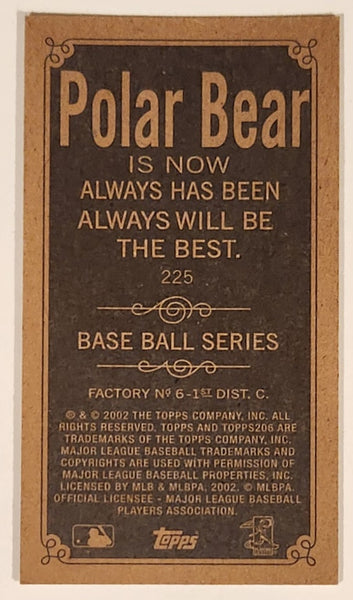 Polar Bear
IS NOW
ALWAYS HAS BEEN
ALWAYS WILL BE
THE BEST.
225
BASE BALL SERIES
FACTORY Nº 6-1ST DIST. C.
® & © 2002 THE TOPPS COMPANY, INC. ALL
RIGHTS RESERVED. TOPPS AND TOPPS206 ARE
TRADEMARKS OF THE TOPPS COMPANY, INC.
MAJOR LEAGUE BASEBALL TRADEMARKS AND
COPYRIGHTS ARE USED WITH PERMISSION OF
MAJOR LEAGUE BASEBALL PROPERTIES, INC.
LICENSED BY MLB & MLBPA, 2002. © MLBPA.
OFFICIAL LICENSEE - MAJOR LEAGUE BASEBALL
PLAYERS ASSOCIATION.
Topps